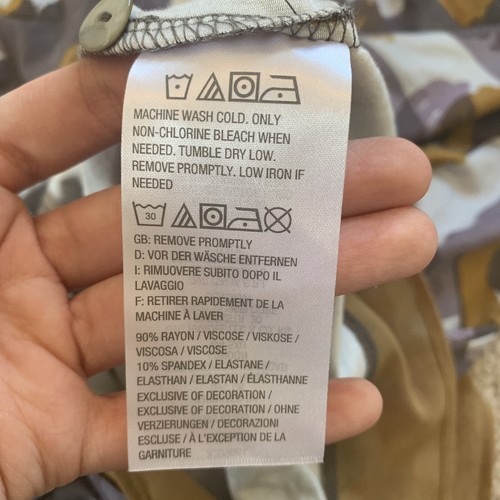 MACHINE WASH COLD. ONLY
NON-CHLORINE BLEACH WHEN
NEEDED. TUMBLE DRY LOW.
REMOVE PROMPTLY. LOW IRON IF
NEEDED
30
GB: REMOVE PROMPTLY
D: VOR DER WÄSCHE ENTFERNEN
I: RIMUOVERE SUBITO DOPO IL
LAVAGGIO
F: RETIRER RAPIDEMENT DE LA
MACHINE À LAVER
90% RAYON / VISCOSE / VISKOSE /
VISCOSA / VISCOSE
10% SPANDEX / ELASTANE /
ELASTHAN / ELASTAN / ÉLASTHANNE
EXCLUSIVE OF DECORATION /
EXCLUSIVE OF DECORATION / OHNE
VERZIERUNGEN / DECORAZIONI
ESCLUSE / À L'EXCEPTION DE LA
GARNITURE